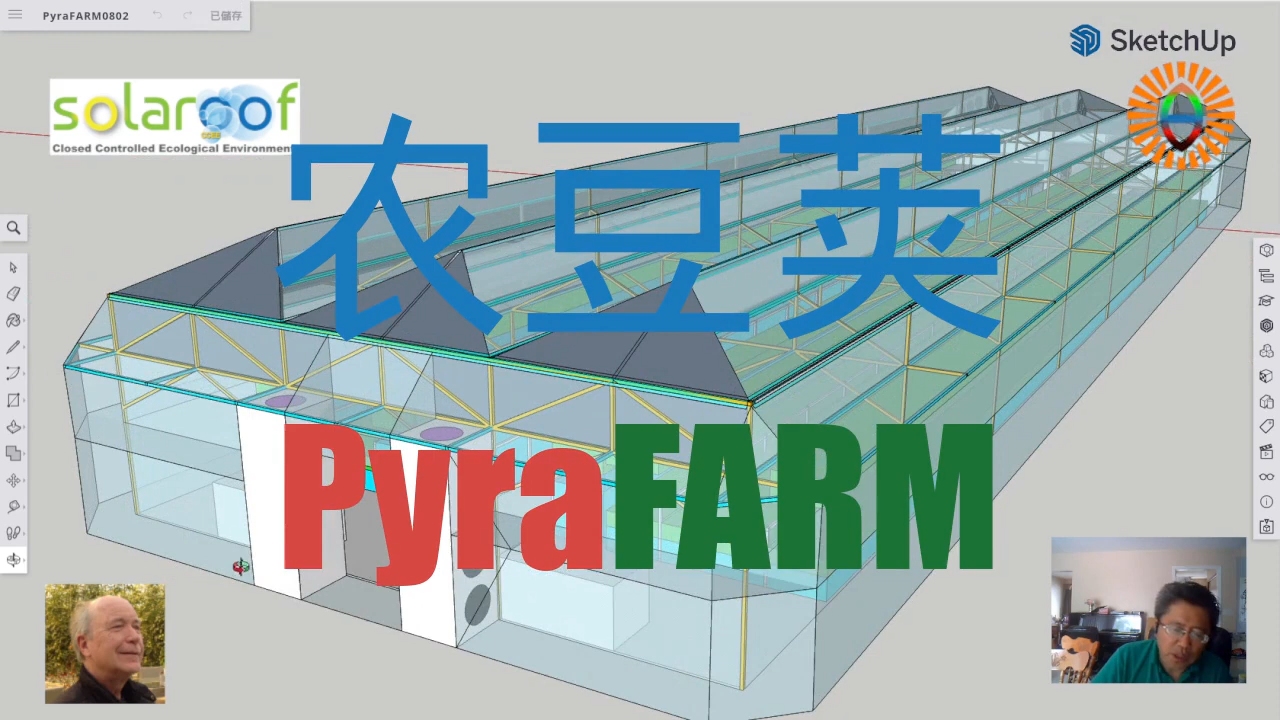 PyraFARM0802
已儲存
SketchUp
solaroof
Closed Controlled Ecological Environment
农豆荚
PyraFARM